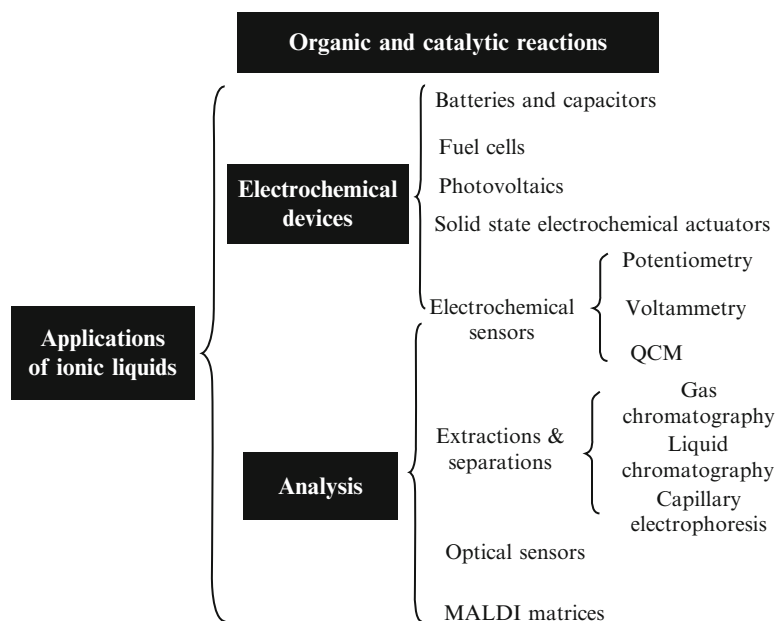 Organic and catalytic reactions
Applications
of ionic liquids
Electrochemical
devices
Batteries and capacitors
Fuel cells
Photovoltaics
Solid state electrochemical actuators
Electrochemical
sensors
Potentiometry
Voltammetry
QCM
Analysis
Extractions &
separations
Gas
chromatography
Liquid
chromatography
Capillary
electrophoresis
Optical sensors
MALDI matrices